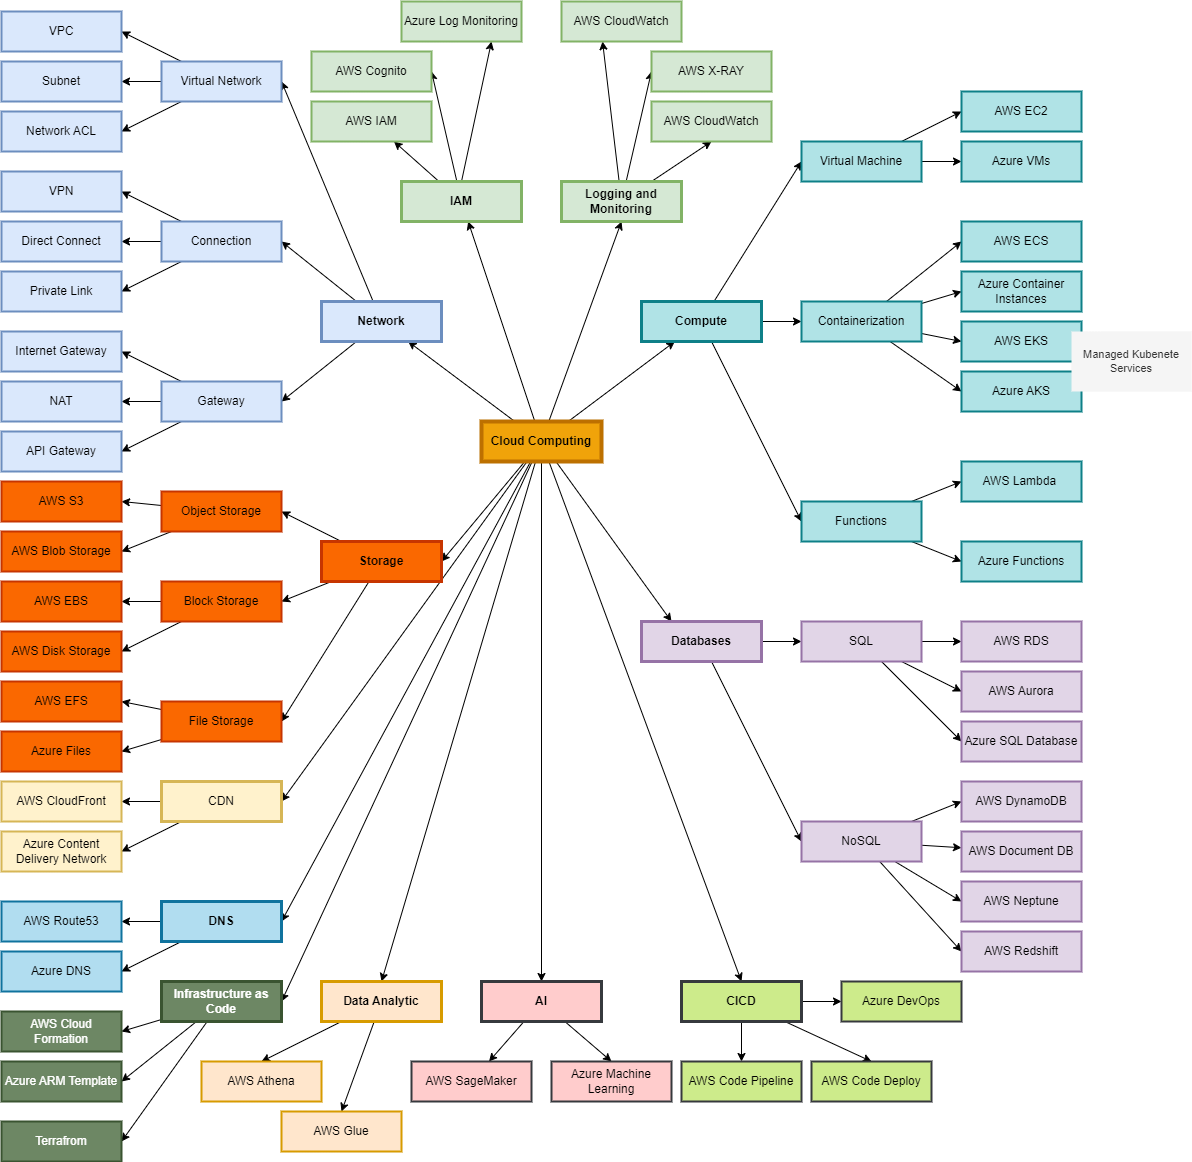 Azure Log Monitoring
AWS CloudWatch
VPC
Subnet
Network ACL
Virtual Network
AWS Cognito
AWS IAM
AWS X-RAY
AWS CloudWatch
IAM
Logging and
Monitoring
Virtual Machine
AWS EC2
Azure VMs
VPN
Direct Connect
Private Link
Connection
Network
Compute
Containerization
AWS ECS
Azure Container
Instances
AWS EKS
Azure AKS
Managed Kubenete
Services
Internet Gateway
NAT
API Gateway
Gateway
Cloud Computing
AWS S3
AWS Blob Storage
Object Storage
Storage
Functions
AWS Lambda
Azure Functions
AWS EBS
AWS Disk Storage
Block Storage
AWS EFS
Azure Files
File Storage
Databases
SQL
AWS RDS
AWS Aurora
Azure SQL Database
AWS CloudFront
Azure Content
Delivery Network
CDN
NoSQL
AWS DynamoDB
AWS Document DB
AWS Neptune
AWS Redshift
AWS Route53
Azure DNS
DNS
Infrastructure as
Code
AWS Cloud
Formation
Azure ARM Template
Terrafrom
Data Analytic
AWS Athena
AWS Glue
AI
AWS SageMaker
Azure Machine
Learning
CICD
Azure DevOps
AWS Code Pipeline
AWS Code Deploy